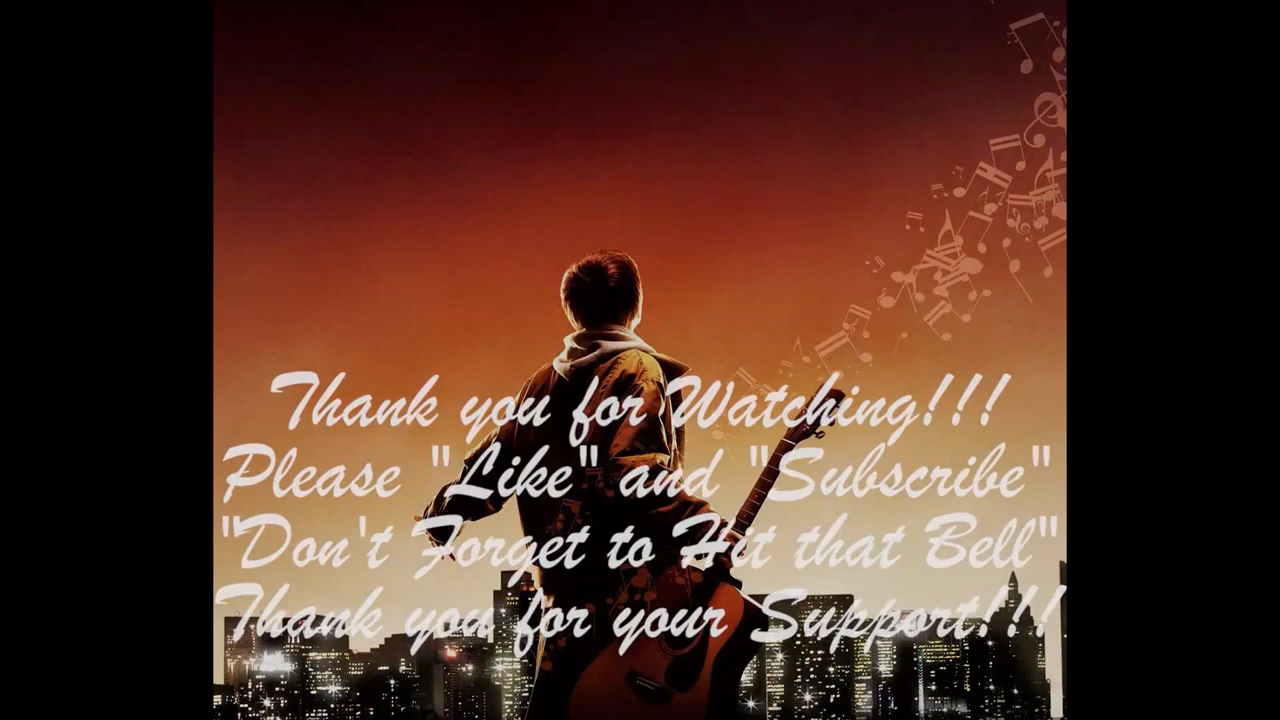 Thank you for Watching!!!
Please "Like" and "Subscribe"
"Don't Forget to Hit that Bell"
Thank you for your Support!!!